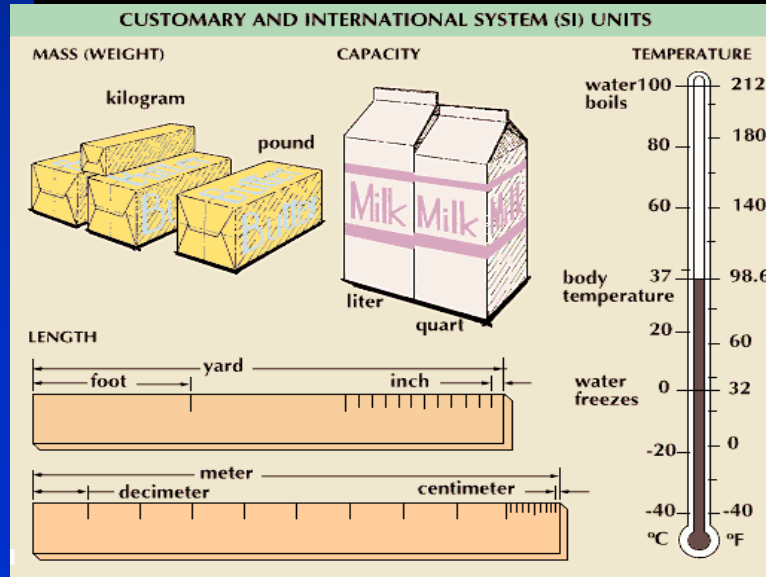 CUSTOMARY AND INTERNATIONAL SYSTEM (SI) UNITS
MASS (WEIGHT)
kilogram
pound
Butter
CAPACITY
Milk Milk Milk
liter
quart
TEMPERATURE
water 100 212
boils
80 180
60 140
body 37 98.6
temperature
20 60
water 0 32
freezes
-20 0
-40 -40
°C °F
LENGTH
yard
foot inch
meter
decimeter centimeter